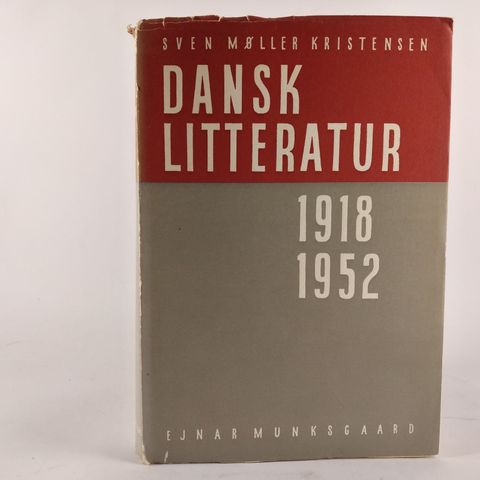 SVEN MØLLER KRISTENSEN
DANSK
LITTERATUR
1918
1952
EJNAR MUNKSGAARD